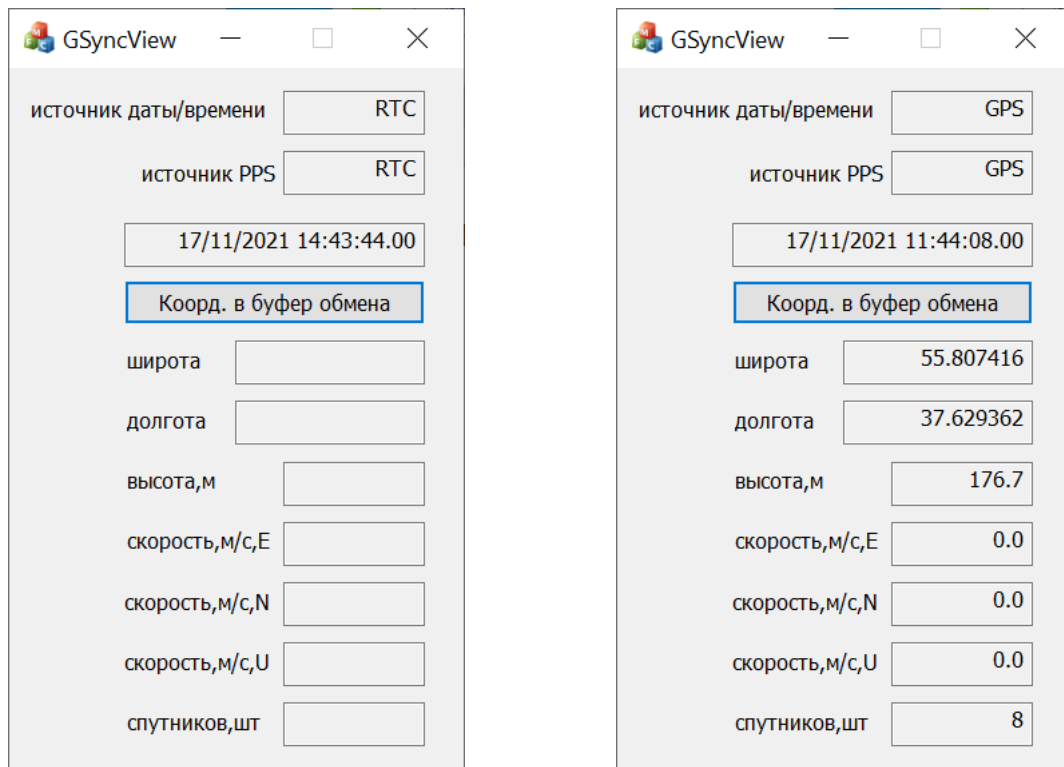 GSyncView
источник даты/времени RTC
источник PPS RTC
17/11/2021 14:43:44.00
Коорд. в буфер обмена
широта
долгота
высота,м
скорость,м/с,E
скорость,м/с,N
скорость,м/с,U
спутников,шт
GSyncView
источник даты/времени GPS
источник PPS GPS
17/11/2021 11:44:08.00
Коорд. в буфер обмена
широта 55.807416
долгота 37.629362
высота,м 176.7
скорость,м/с,E 0.0
скорость,м/с,N 0.0
скорость,м/с,U 0.0
спутников,шт 8